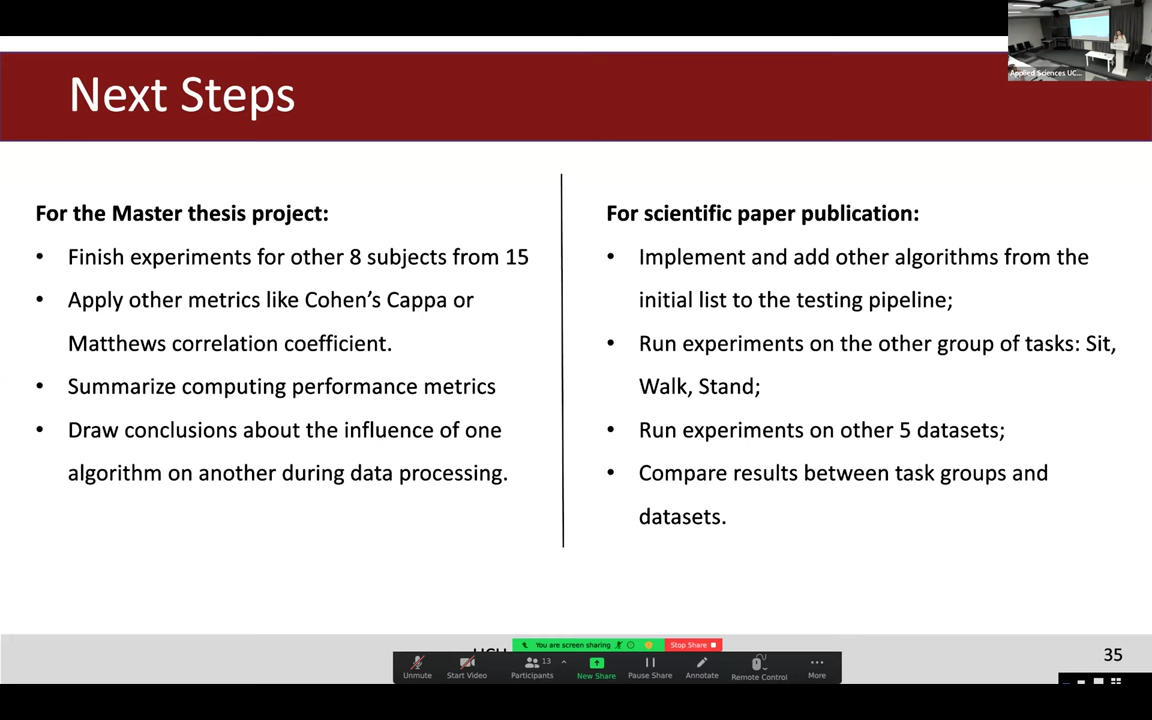 Next Steps
Applied Sciences UC...
For the Master thesis project:
• Finish experiments for other 8 subjects from 15
• Apply other metrics like Cohen’s Cappa or
Matthews correlation coefficient.
• Summarize computing performance metrics
• Draw conclusions about the influence of one
algorithm on another during data processing.
For scientific paper publication:
• Implement and add other algorithms from the
initial list to the testing pipeline;
• Run experiments on the other group of tasks: Sit,
Walk, Stand;
• Run experiments on other 5 datasets;
• Compare results between task groups and
datasets.
You are screen sharing
Stop Share
35
13
Unmute
Start Video
Participants
New Share
Pause Share
Annotate
Remote Control
More